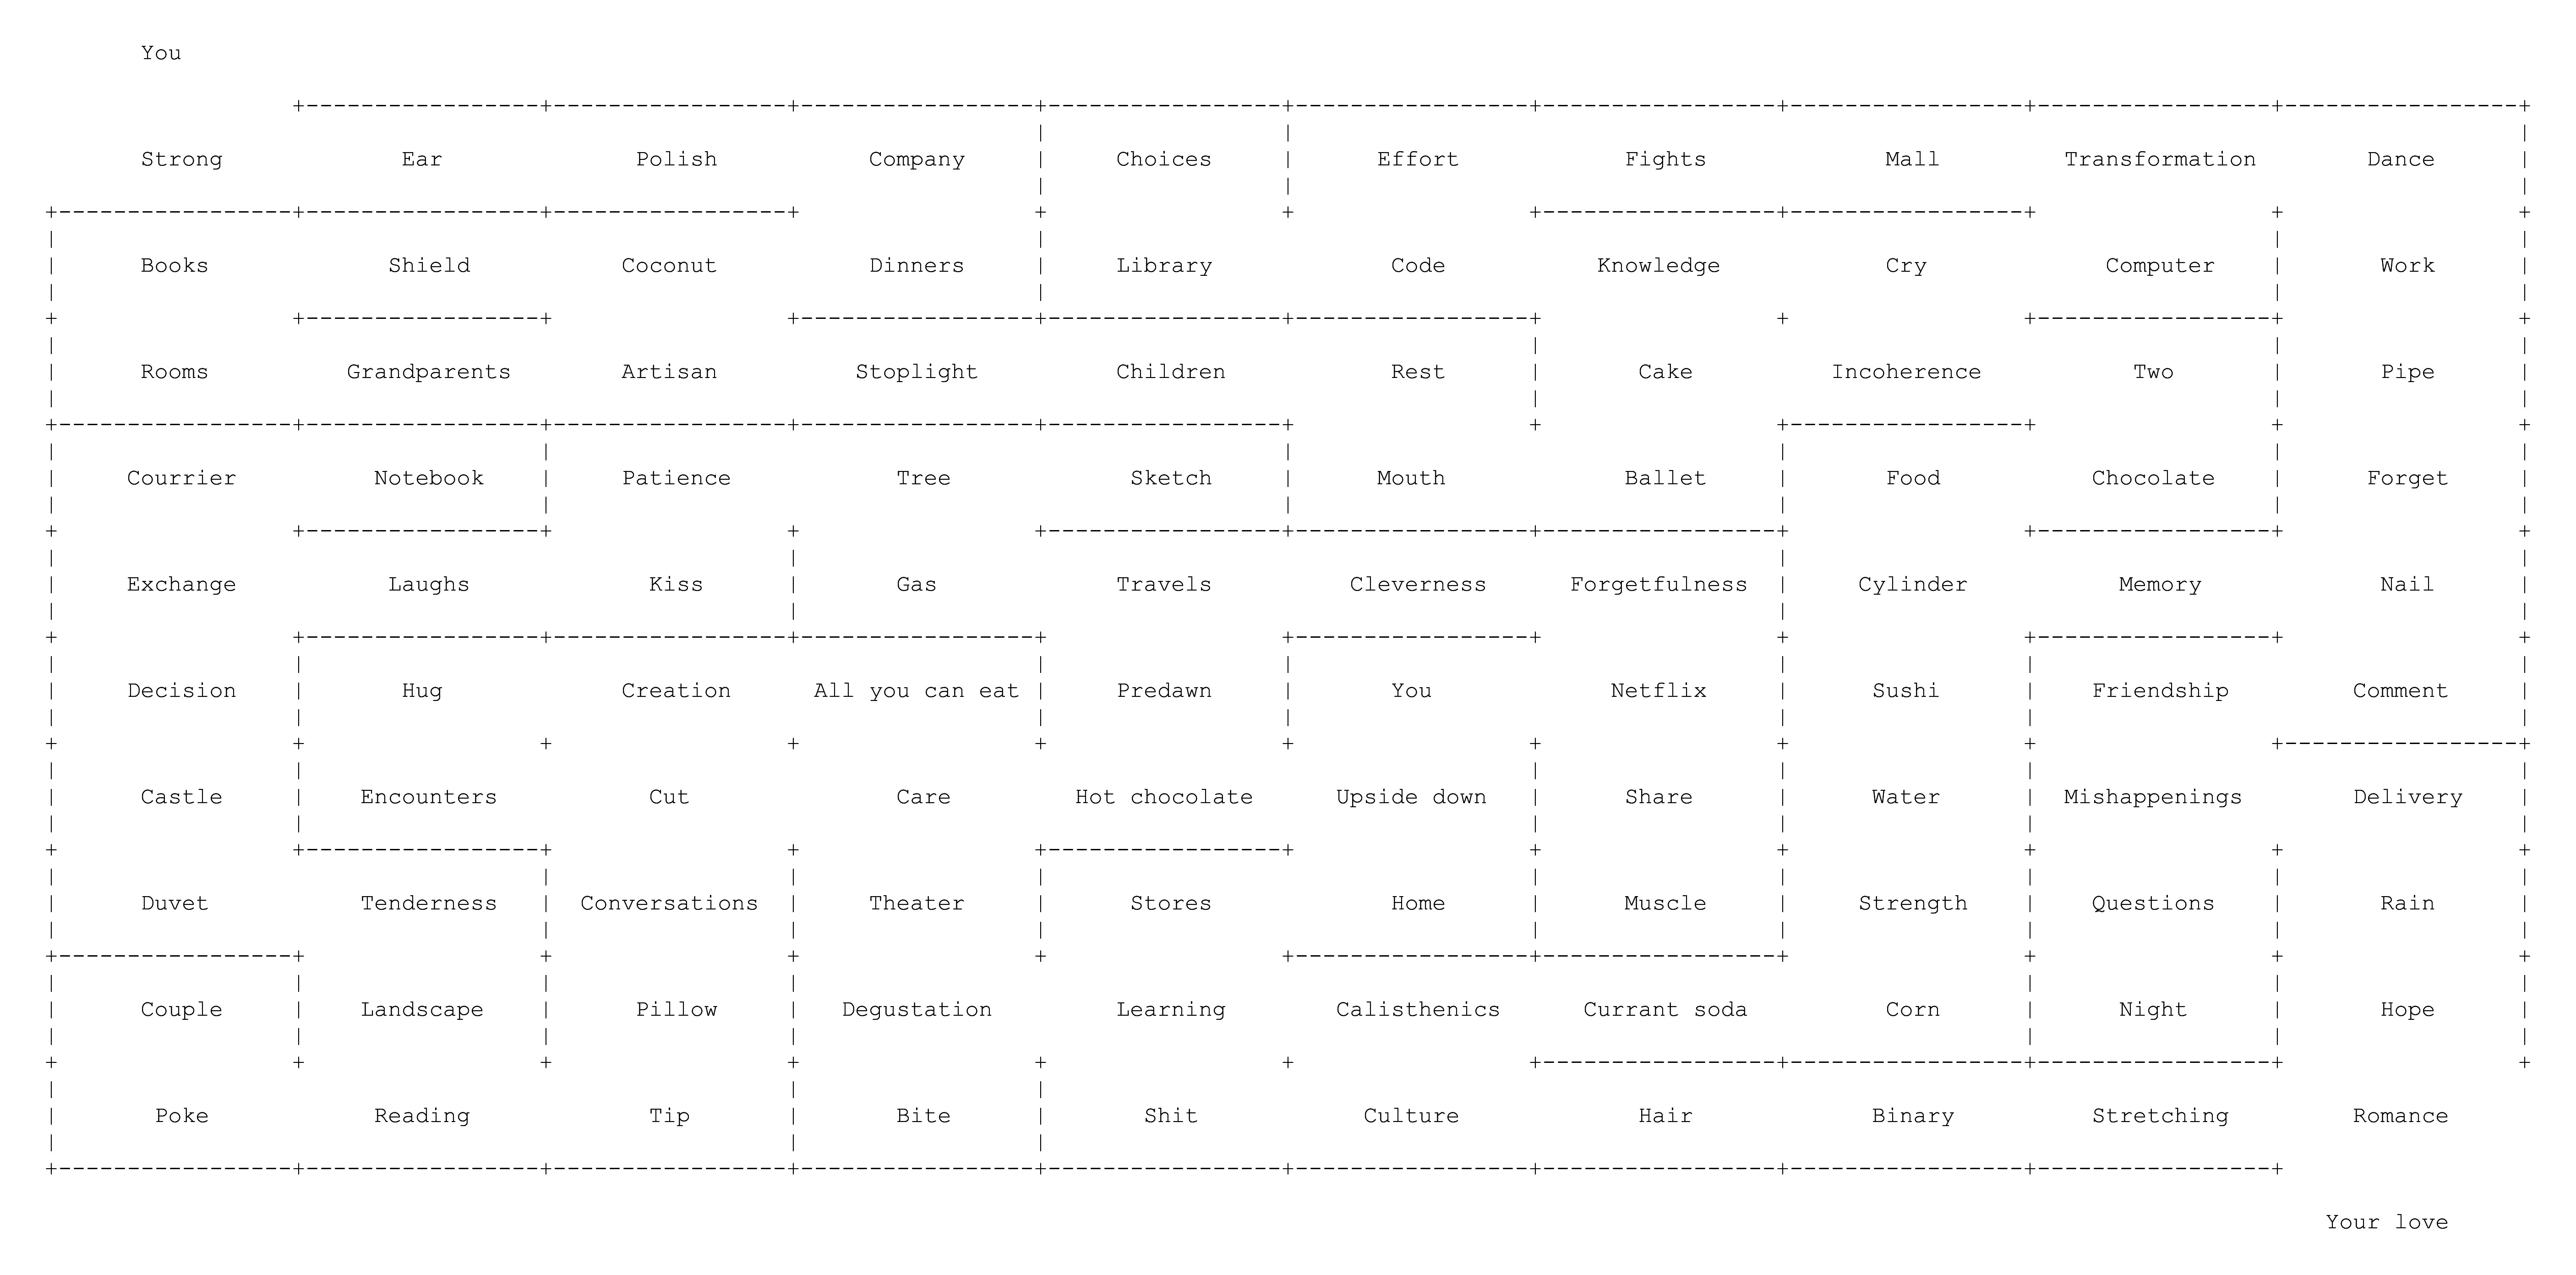 You
Strong Ear Polish Company Choices Effort Fights Mall Transformation Dance
Books Shield Coconut Dinners Library Code Knowledge Cry Computer Work
Rooms Grandparents Artisan Stoplight Children Rest Cake Incoherence Two Pipe
Courrier Notebook Patience Tree Sketch Mouth Ballet Food Chocolate Forget
Exchange Laughs Kiss Gas Travels Cleverness Forgetfulness Cylinder Memory Nail
Decision Hug Creation All you can eat Predawn You Netflix Sushi Friendship Comment
Castle Encounters Cut Care Hot chocolate Upside down Share Water Mishappenings Delivery
Duvet Tenderness Conversations Theater Stores Home Muscle Strength Questions Rain
Couple Landscape Pillow Degustation Learning Calisthenics Currant soda Corn Night Hope
Poke Reading Tip Bite Shit Culture Hair Binary Stretching Romance
Your love